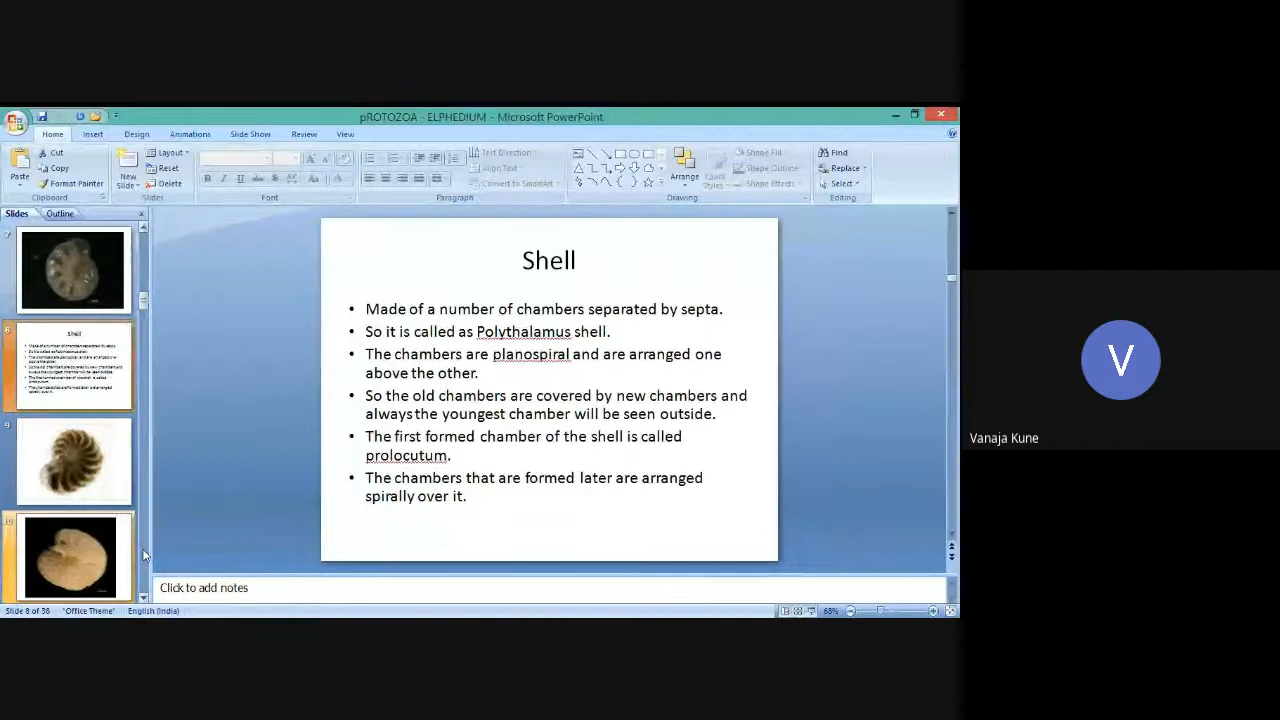 pROTOZOA - ELPHEDIUM - Microsoft PowerPoint
Home Insert Design Animations Slide Show Review View
Paste
Cut
Copy
Format Painter
Clipboard
New
Slide
Layout
Reset
Delete
Slides
Font
Text Direction
Align Text
Convert to SmartArt
Paragraph
Arrange
Quick
Styles
Shape Fill
Shape Outline
Shape Effects
Drawing
Find
Replace
Select
Editing
Slides Outline
7
8
9
10
Shell
• Made of a number of chambers separated by septa.
• So it is called as Polythalamus shell.
• The chambers are planospiral and are arranged one
above the other.
• So the old chambers are covered by new chambers and
always the youngest chamber will be seen outside.
• The first formed chamber of the shell is called
prolocutum.
• The chambers that are formed later are arranged
spirally over it.
Click to add notes
Slide 8 of 38 "Office Theme" English (India) 68%
V
Vanaja Kune